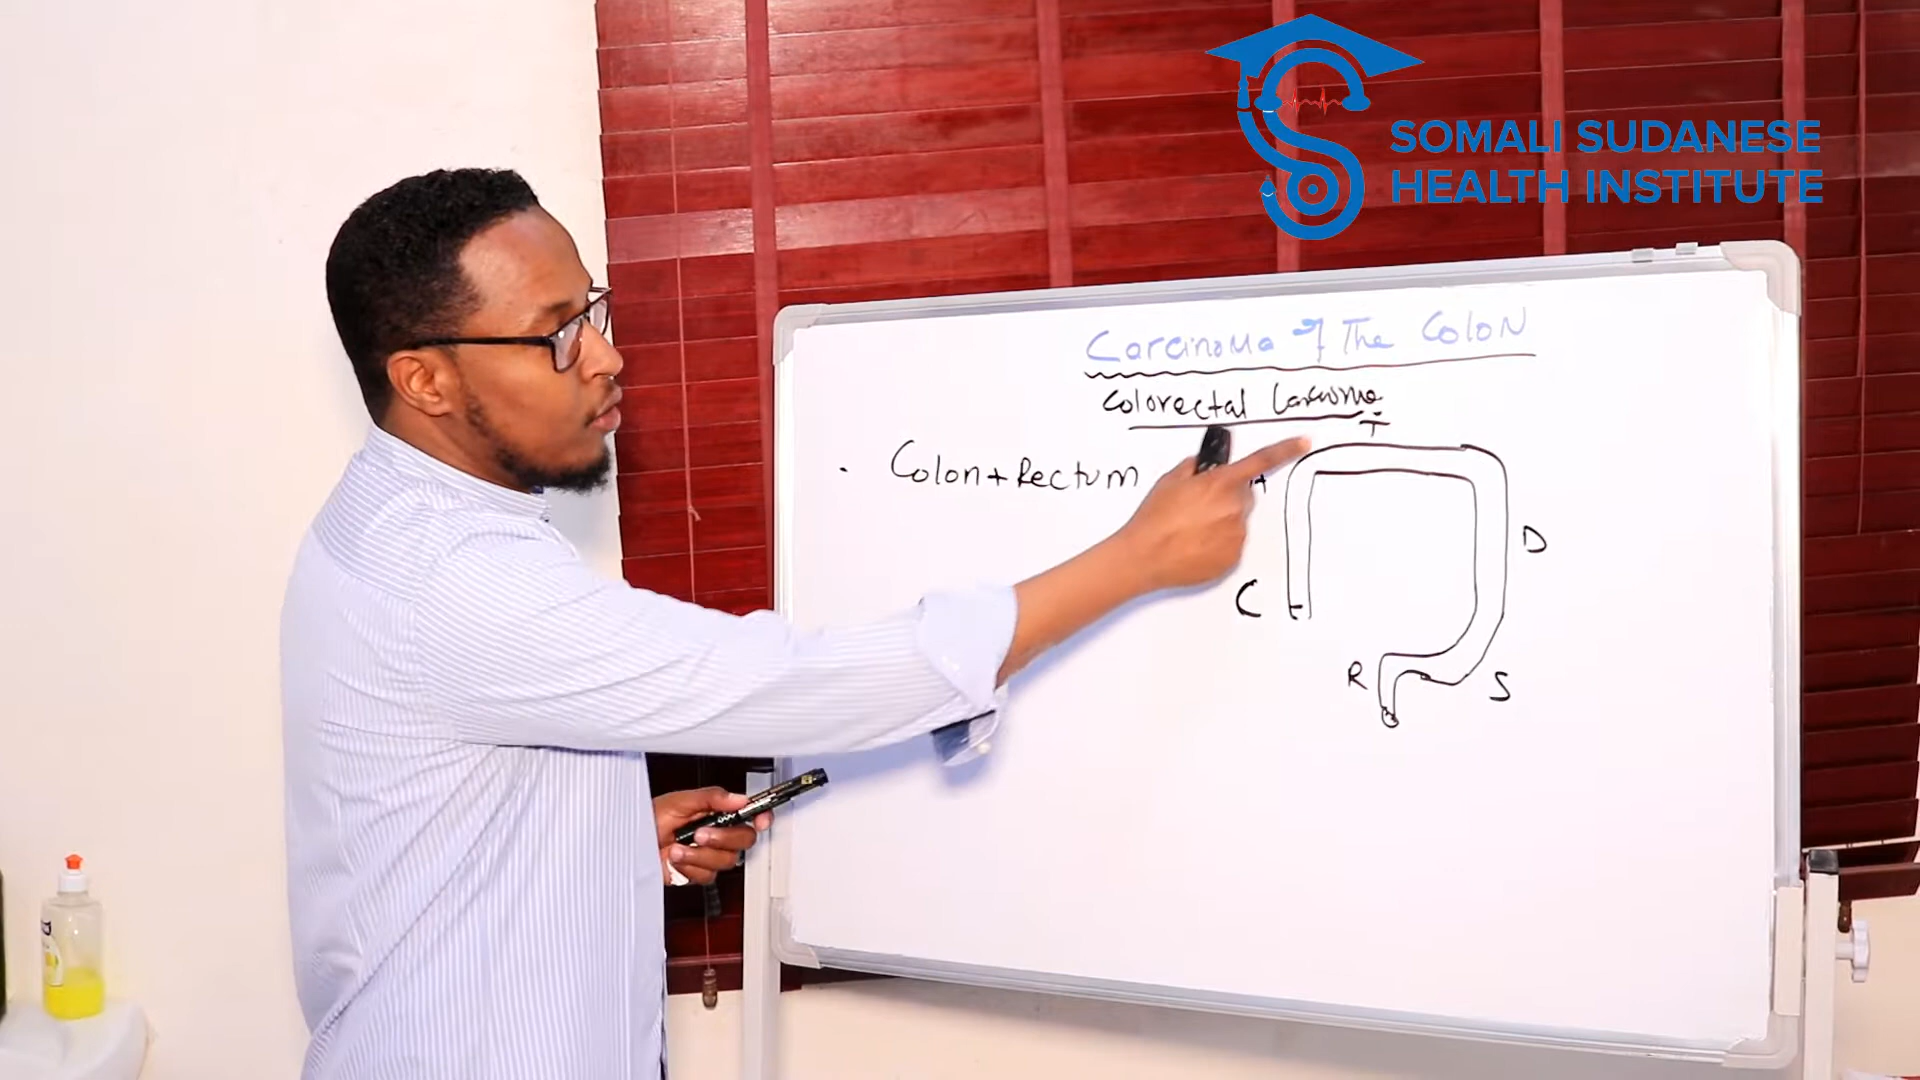 SOMALI SUDANESE
HEALTH INSTITUTE
Carcinoma of The Colon
Colorectal Carcinoma
T
· Colon + Rectum
D
C
R
S